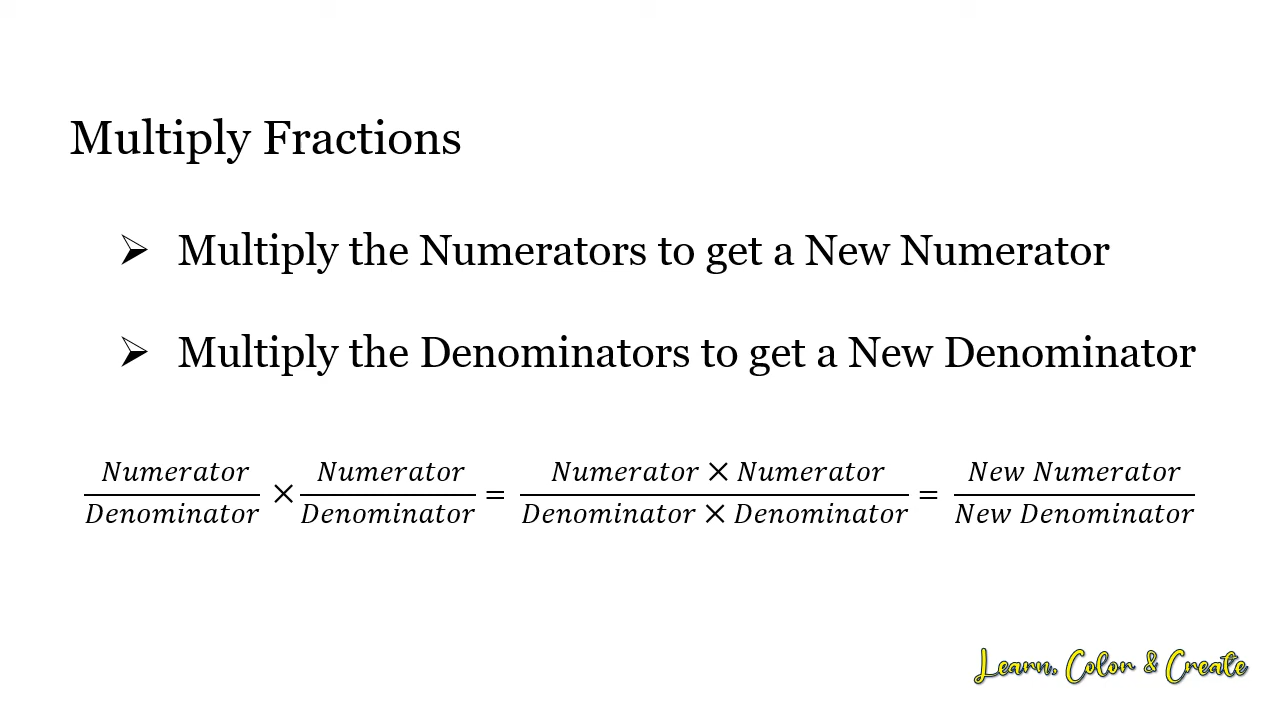 Multiply Fractions
➢ Multiply the Numerators to get a New Numerator
➢ Multiply the Denominators to get a New Denominator
Numerator/Denominator × Numerator/Denominator = Numerator × Numerator/Denominator × Denominator = New Numerator/New Denominator
Learn, Color & Create